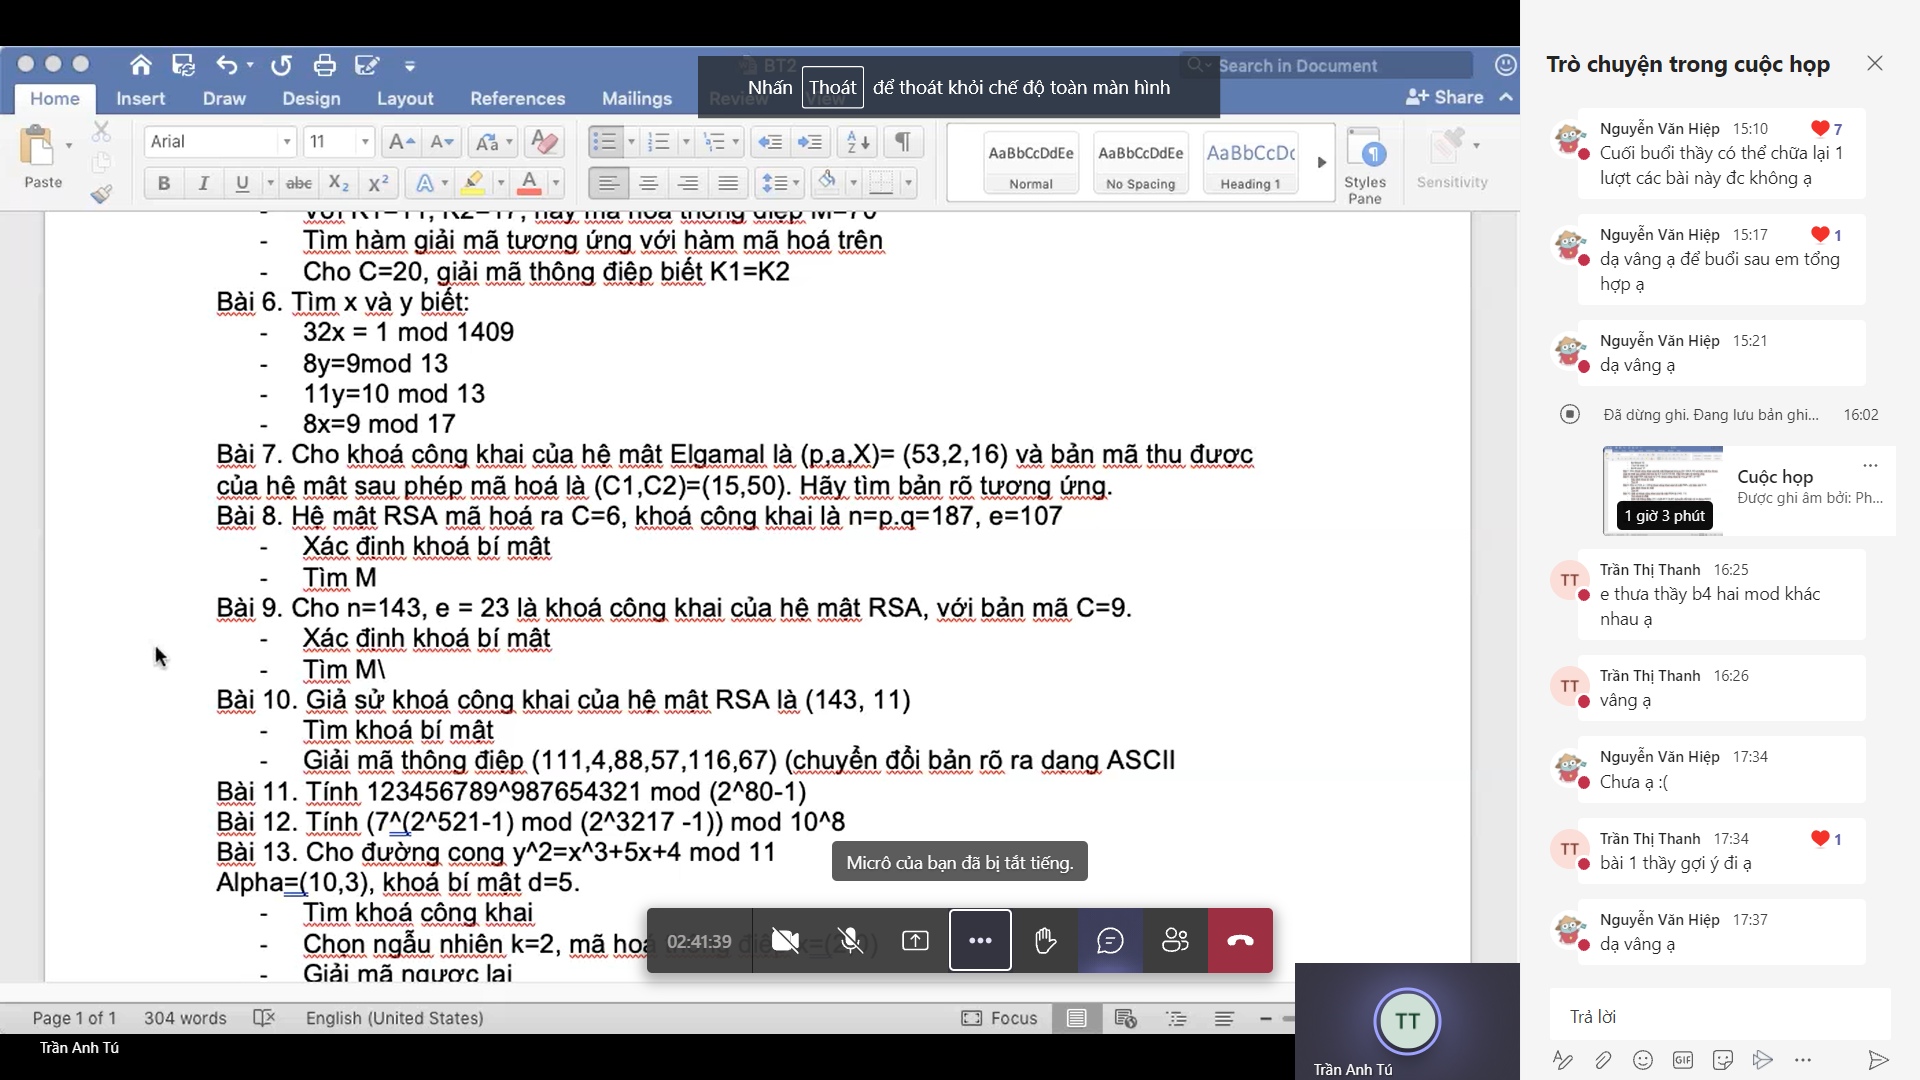 BT2
Search in Document
Nhấn Thoát để thoát khỏi chế độ toàn màn hình
Home Insert Draw Design Layout References Mailings Review View Share
Paste
Arial 11
AaBbCcDdEe AaBbCcDdEe AaBbCcDc
Normal No Spacing Heading 1
Styles Pane
Sensitivity
- Với K1=11, K2=17, hãy mã hoá thông điệp M=70
- Tìm hàm giải mã tương ứng với hàm mã hoá trên
- Cho C=20, giải mã thông điệp biết K1=K2
Bài 6. Tìm x và y biết:
- 32x = 1 mod 1409
- 8y=9mod 13
- 11y=10 mod 13
- 8x=9 mod 17
Bài 7. Cho khoá công khai của hệ mật Elgamal là (p,a,X)= (53,2,16) và bản mã thu được
của hệ mật sau phép mã hoá là (C1,C2)=(15,50). Hãy tìm bản rõ tương ứng.
Bài 8. Hệ mật RSA mã hoá ra C=6, khoá công khai là n=p.q=187, e=107
- Xác định khoá bí mật
- Tìm M
Bài 9. Cho n=143, e = 23 là khoá công khai của hệ mật RSA, với bản mã C=9.
- Xác định khoá bí mật
- Tìm M\
Bài 10. Giả sử khoá công khai của hệ mật RSA là (143, 11)
- Tìm khoá bí mật
- Giải mã thông điệp (111,4,88,57,116,67) (chuyển đổi bản rõ ra dạng ASCII
Bài 11. Tính 123456789^987654321 mod (2^80-1)
Bài 12. Tính (7^(2^521-1) mod (2^3217 -1)) mod 10^8
Bài 13. Cho đường cong y^2=x^3+5x+4 mod 11
Alpha=(10,3), khoá bí mật d=5.
- Tìm khoá công khai
- Chọn ngẫu nhiên k=2, mã hoá
- Giải mã ngược lại
Micrô của bạn đã bị tắt tiếng.
02:41:39
Page 1 of 1 304 words English (United States) Focus
Trần Anh Tú
TT
Trần Anh Tú
Trò chuyện trong cuộc họp
Nguyễn Văn Hiệp 15:10 7
Cuối buổi thầy có thể chữa lại 1
lượt các bài này đc không ạ
Nguyễn Văn Hiệp 15:17 1
dạ vâng ạ để buổi sau em tổng
hợp ạ
Nguyễn Văn Hiệp 15:21
dạ vâng ạ
Đã dừng ghi. Đang lưu bản ghi... 16:02
Cuộc họp
Được ghi âm bởi: Ph...
1 giờ 3 phút
TT
Trần Thị Thanh 16:25
e thưa thầy b4 hai mod khác
nhau ạ
TT
Trần Thị Thanh 16:26
vâng ạ
Nguyễn Văn Hiệp 17:34
Chưa ạ :(
TT
Trần Thị Thanh 17:34 1
bài 1 thầy gợi ý đi ạ
Nguyễn Văn Hiệp 17:37
dạ vâng ạ
Trả lời
GIF